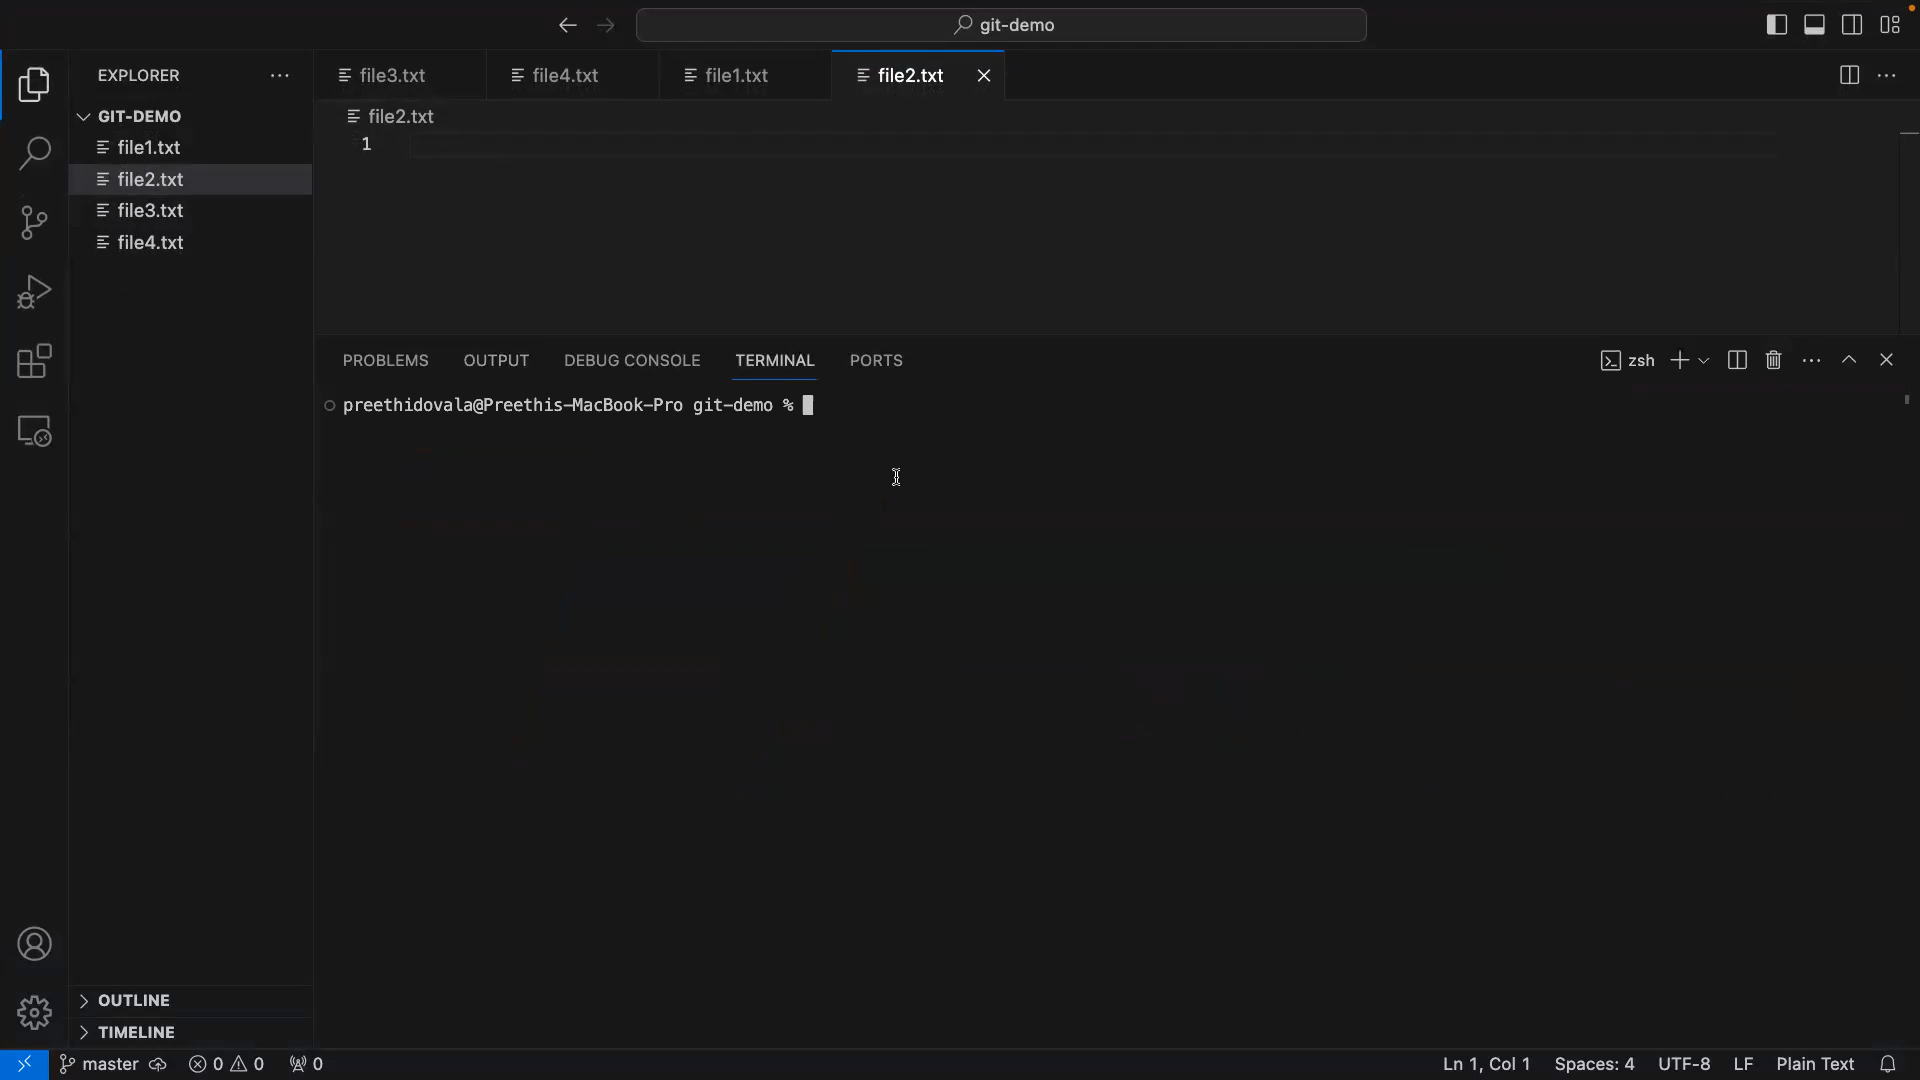 git-demo
EXPLORER
file3.txt
file4.txt
file1.txt
file2.txt
GIT-DEMO
file1.txt
file2.txt
file3.txt
file4.txt
file2.txt
1
PROBLEMS OUTPUT DEBUG CONSOLE TERMINAL PORTS
zsh
preethidovala@Preethis-MacBook-Pro git-demo %
OUTLINE
TIMELINE
master 0 0 0 Ln 1, Col 1 Spaces: 4 UTF-8 LF Plain Text